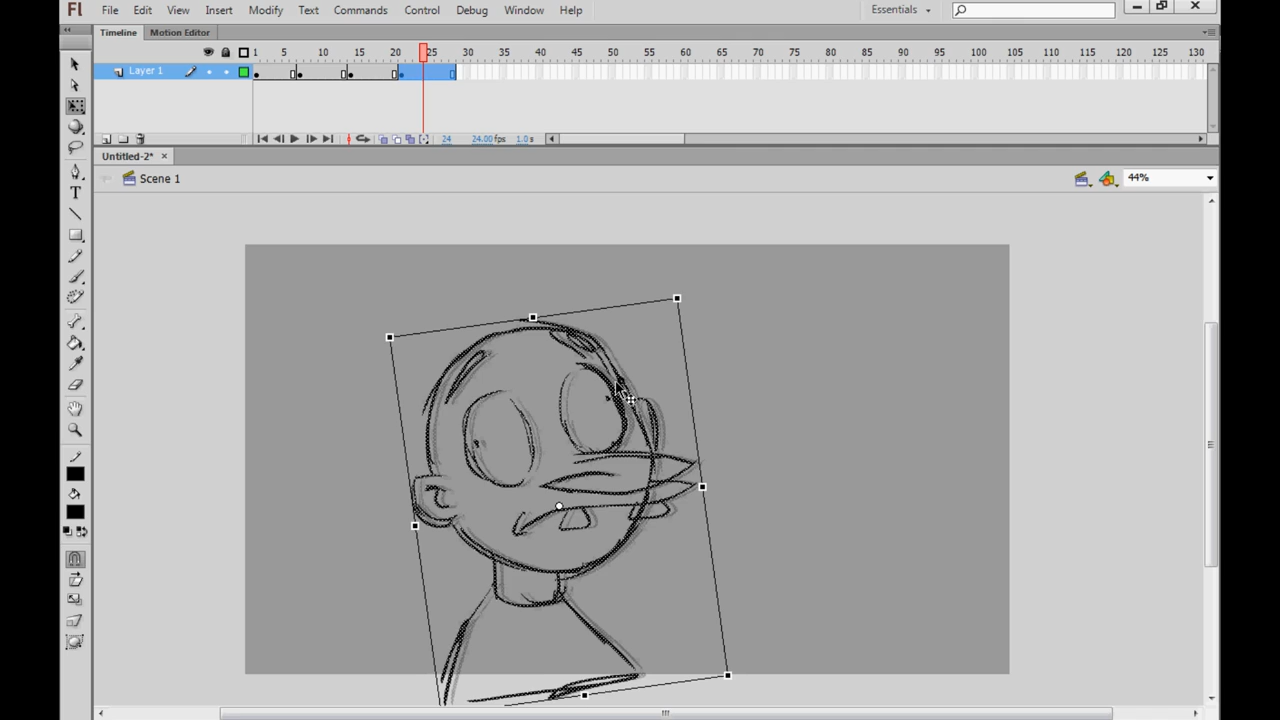 Fl File Edit View Insert Modify Text Commands Control Debug Window Help Essentials
Timeline Motion Editor
1 5 10 15 20 25 30 35 40 45 50 55 60 65 70 75 80 85 90 95 100 105 110 115 120 125 130
Layer 1
24 24.00 fps 1.0 s
Untitled-2*
Scene 1 44%
T